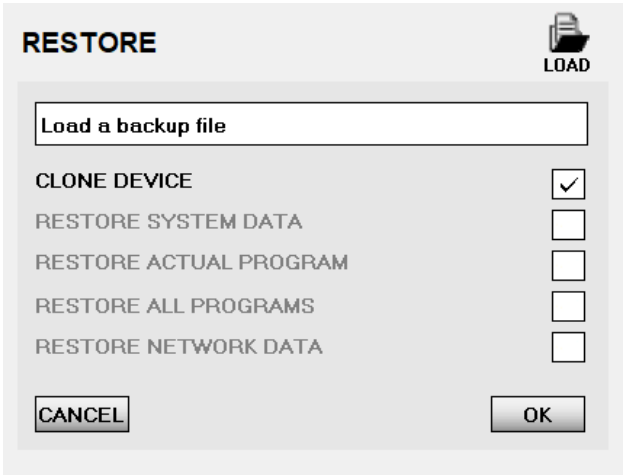 RESTORE
LOAD
Load a backup file
CLONE DEVICE
RESTORE SYSTEM DATA
RESTORE ACTUAL PROGRAM
RESTORE ALL PROGRAMS
RESTORE NETWORK DATA
CANCEL
OK